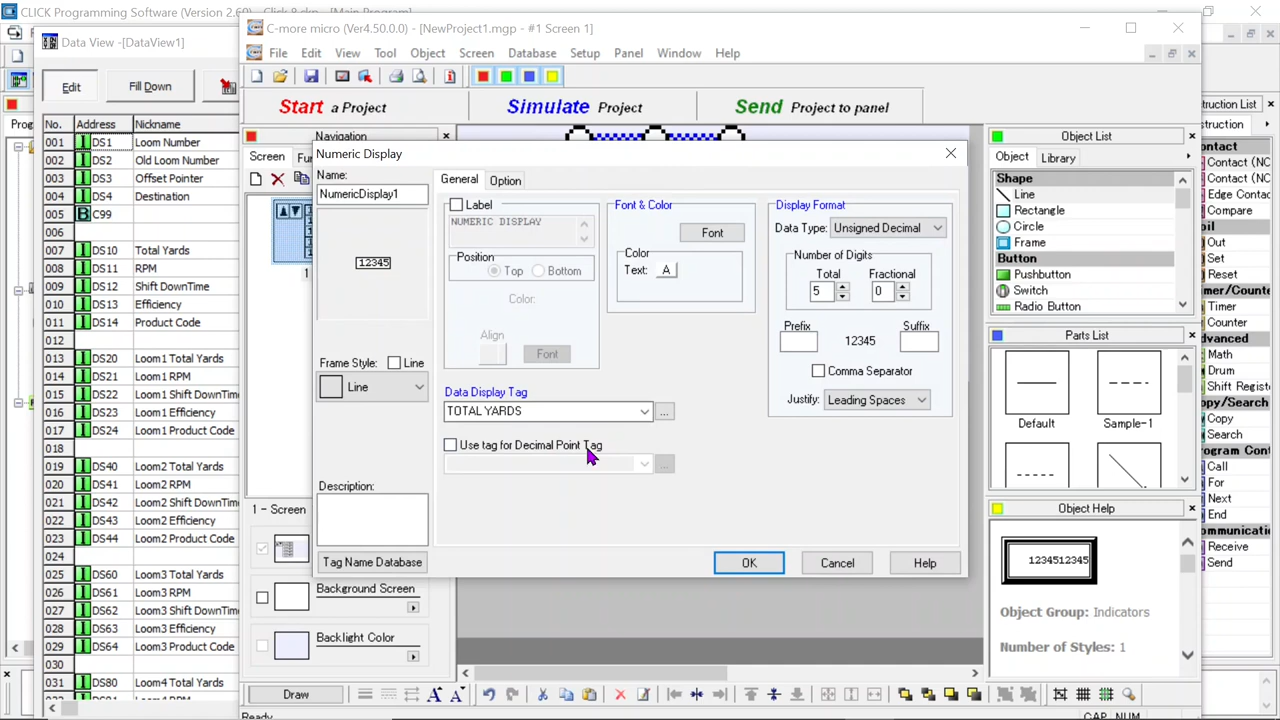 CLICK Programming Software (Version 2.60)
Main Program]
Data View -[DataView1]
Edit
Fill Down
No.
Address
Nickname
001 DS1 Loom Number
002 DS2 Old Loom Number
003 DS3 Offset Pointer
004 DS4 Destination
005 C99
006
007 DS10 Total Yards
008 DS11 RPM
009 DS12 Shift DownTime
010 DS13 Efficiency
011 DS14 Product Code
012
013 DS20 Loom1 Total Yards
014 DS21 Loom1 RPM
015 DS22 Loom1 Shift DownTime
016 DS23 Loom1 Efficiency
017 DS24 Loom1 Product Code
018
019 DS40 Loom2 Total Yards
020 DS41 Loom2 RPM
021 DS42 Loom2 Shift DownTime
022 DS43 Loom2 Efficiency
023 DS44 Loom2 Product Code
024
025 DS60 Loom3 Total Yards
026 DS61 Loom3 RPM
027 DS62 Loom3 Shift DownTime
028 DS63 Loom3 Efficiency
029 DS64 Loom3 Product Code
030
031 DS80 Loom4 Total Yards
C-more micro (Ver4.50.0.0) - [NewProject1.mgp - #1 Screen 1]
File Edit View Tool Object Screen Database Setup Panel Window Help
Start a Project
Simulate Project
Send Project to panel
Navigation
Screen
1 - Screen
Background Screen
Backlight Color
Draw
Ready
CAP NUM
Numeric Display
Name:
NumericDisplay1
12345
Frame Style:
Line
Line
Description:
Tag Name Database
General
Option
Label
NUMERIC DISPLAY
Position
Top
Bottom
Color:
Align
Font
Font & Color
Font
Color
Text:
A
Data Display Tag
TOTAL YARDS
...
Use tag for Decimal Point Tag
...
Display Format
Data Type:
Unsigned Decimal
Number of Digits
Total
Fractional
5
0
Prefix
12345
Suffix
Comma Separator
Justify:
Leading Spaces
OK
Cancel
Help
Object List
Object
Library
Shape
Line
Rectangle
Circle
Frame
Button
Pushbutton
Switch
Radio Button
Parts List
Default
Sample-1
Object Help
1234512345
Object Group: Indicators
Number of Styles: 1
Contact (NC
Edge Contac
Compare
Out
Set
Reset
Timer
Counter
Math
Drum
Shift Regist
Copy
Search
Call
For
Next
End
Receive
Send